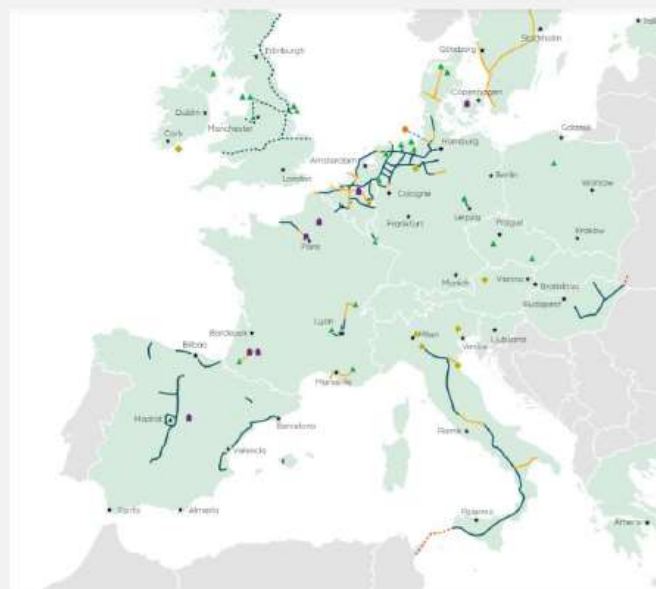 Edinburgh
Göteborg
Stockholm
Copenhagen
Dublin
Manchester
Cork
Gdansk
Hamburg
Amsterdam
Berlin
Warsaw
London
Cologne
Leipzig
Frankfurt
Prague
Krakow
Paris
Munich
Vienna
Bratislava
Budapest
Lyon
Bordeaux
Milan
Venice
Ljubljana
Bilbao
Marseille
Barcelona
Madrid
Rome
Valencia
Almeria
Palermo
Athens